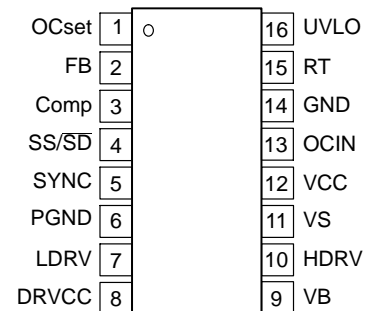 OCset 1 16 UVLO
FB 2 15 RT
Comp 3 14 GND
SS/SD 4 13 OCIN
SYNC 5 12 VCC
PGND 6 11 VS
LDRV 7 10 HDRV
DRVCC 8 9 VB